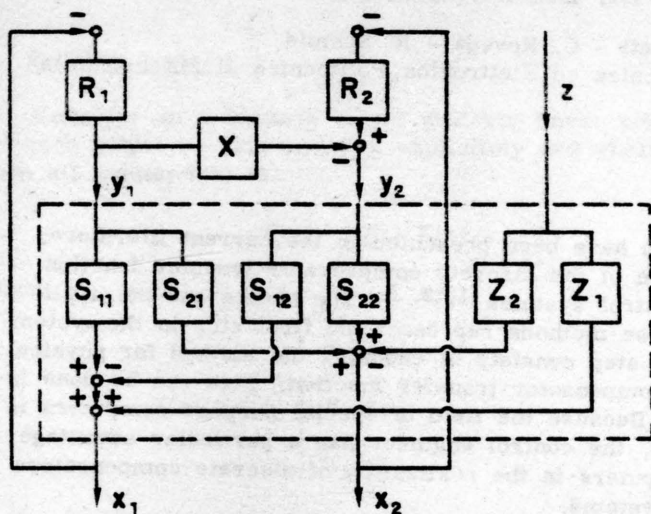 − −
R₁ R₂ z
X + −
y₁ y₂
S₁₁ S₂₁ S₁₂ S₂₂ Z₂ Z₁
+ +
− +
+ +
x₁ x₂